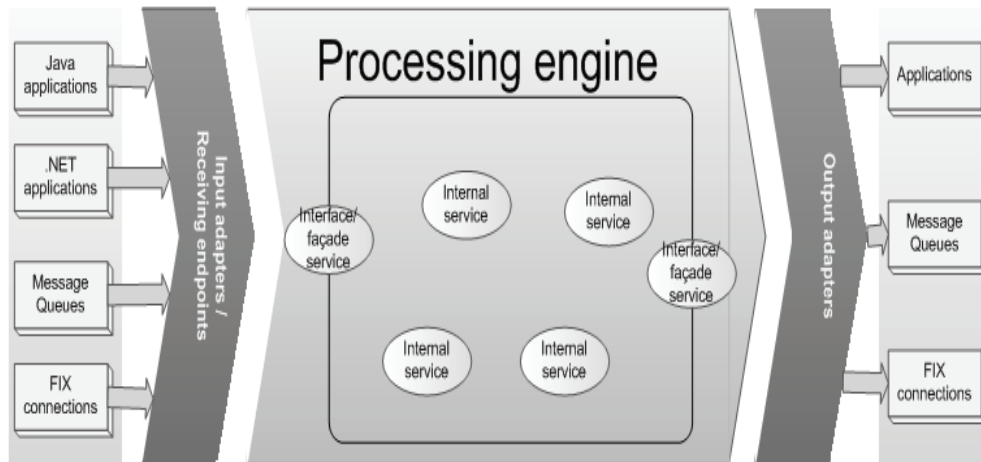 Java
applications
.NET
applications
Message
Queues
FIX
connections
Input adapters /
Receiving endpoints
Processing engine
Interface/
façade
service
Internal
service
Internal
service
Internal
service
Internal
service
Interface/
façade
service
Output adapters
Applications
Message
Queues
FIX
connections